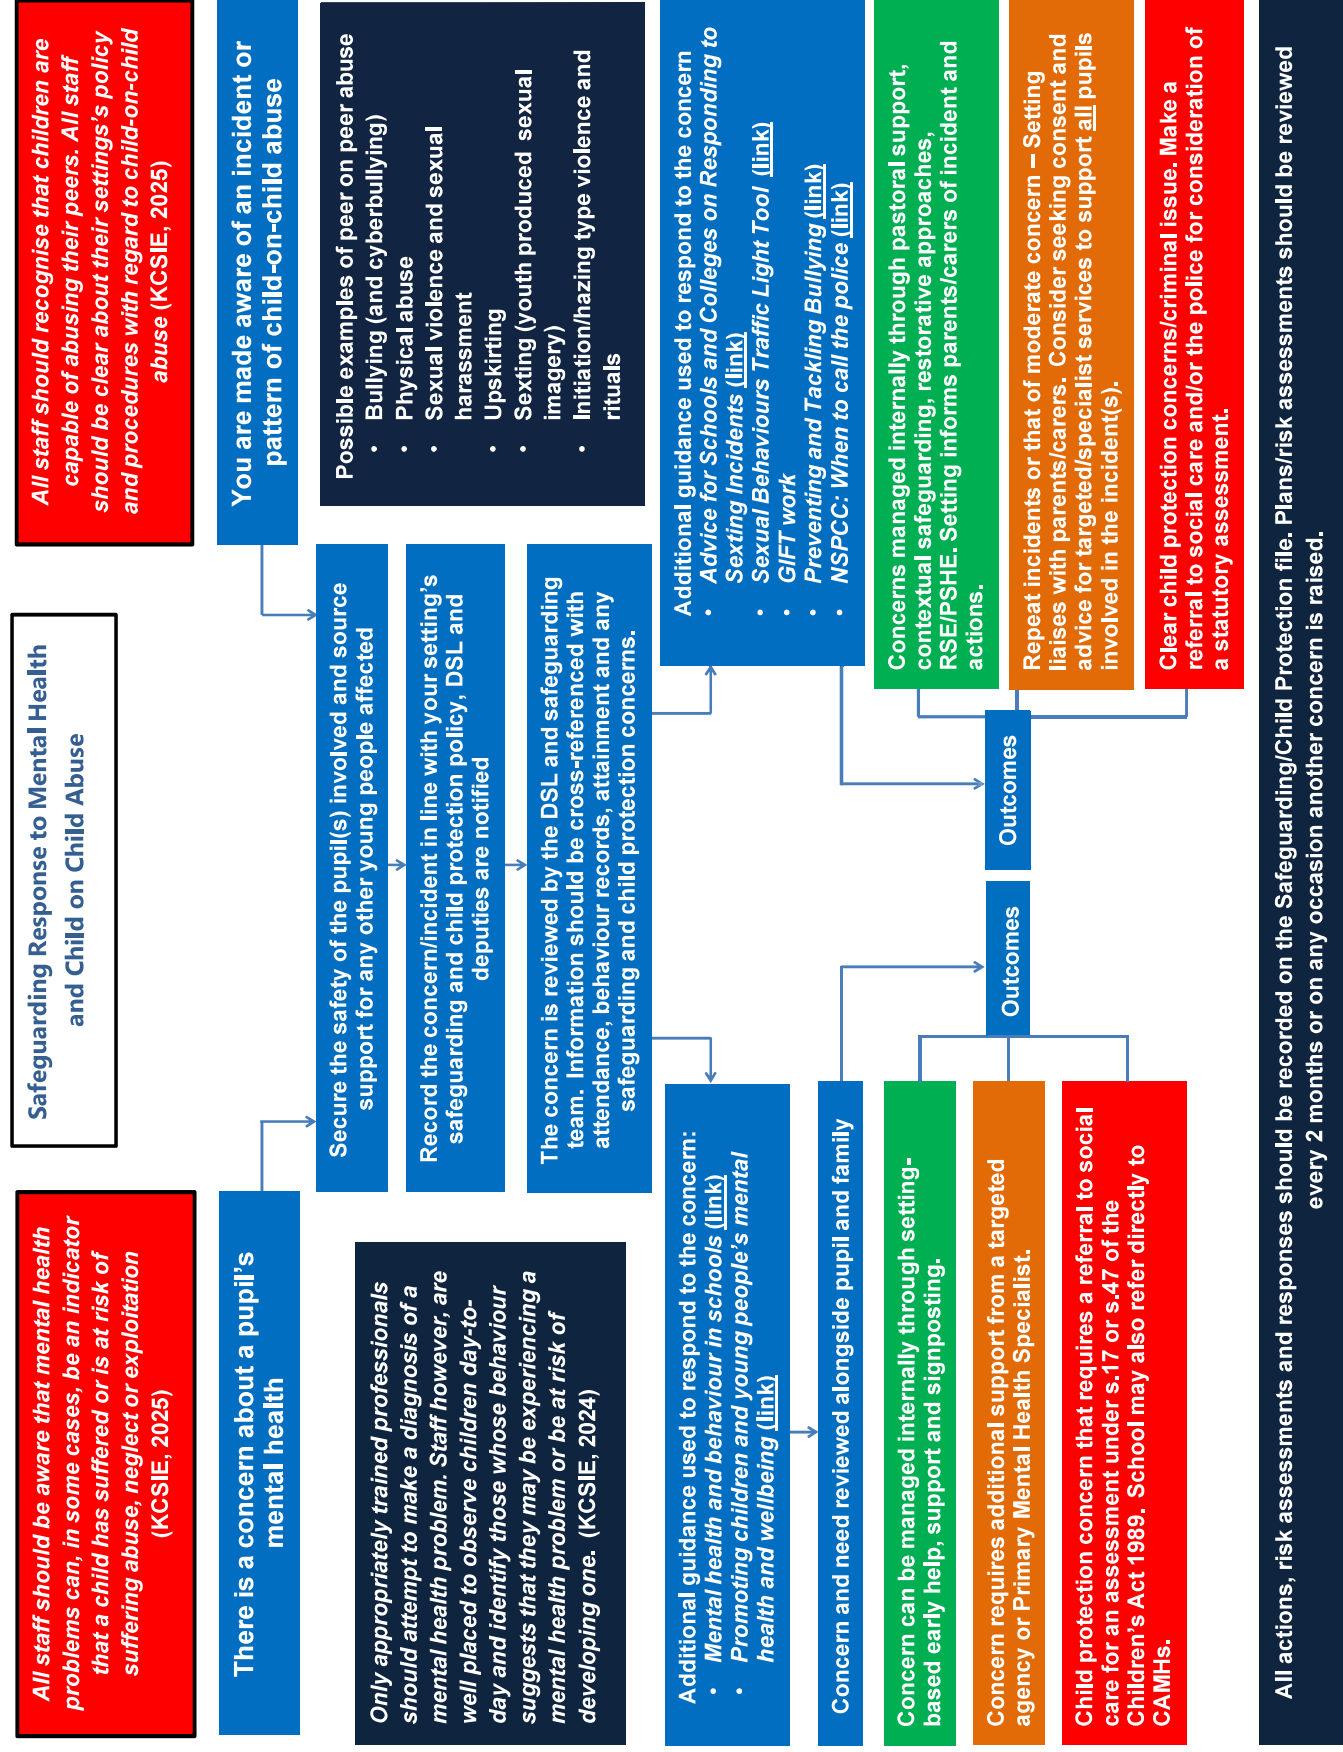 Safeguarding Response to Mental Health
and Child on Child Abuse
All staff should be aware that mental health
problems can, in some cases, be an indicator
that a child has suffered or is at risk of
suffering abuse, neglect or exploitation
(KCSIE, 2025)
All staff should recognise that children are
capable of abusing their peers. All staff
should be clear about their settings's policy
and procedures with regard to child-on-child
abuse (KCSIE, 2025)
There is a concern about a pupil's
mental health
You are made aware of an incident or
pattern of child-on-child abuse
Only appropriately trained professionals
should attempt to make a diagnosis of a
mental health problem. Staff however, are
well placed to observe children day-to-
day and identify those whose behaviour
suggests that they may be experiencing a
mental health problem or be at risk of
developing one. (KCSIE, 2024)
Secure the safety of the pupil(s) involved and source
support for any other young people affected
Record the concern/incident in line with your setting's
safeguarding and child protection policy, DSL and
deputies are notified
The concern is reviewed by the DSL and safeguarding
team. Information should be cross-referenced with
attendance, behaviour records, attainment and any
safeguarding and child protection concerns.
Possible examples of peer on peer abuse
• Bullying (and cyberbullying)
• Physical abuse
• Sexual violence and sexual
harassment
• Upskirting
• Sexting (youth produced sexual
imagery)
• Initiation/hazing type violence and
rituals
Additional guidance used to respond to the concern:
• Mental health and behaviour in schools (link)
• Promoting children and young people's mental
health and wellbeing (link)
Concern and need reviewed alongside pupil and family
Additional guidance used to respond to the concern
• Advice for Schools and Colleges on Responding to
Sexting Incidents (link)
• Sexual Behaviours Traffic Light Tool (link)
• GIFT work
• Preventing and Tackling Bullying (link)
• NSPCC: When to call the police (link)
Outcomes
Outcomes
Concern can be managed internally through setting-
based early help, support and signposting.
Concern requires additional support from a targeted
agency or Primary Mental Health Specialist.
Child protection concern that requires a referral to social
care for an assessment under s.17 or s.47 of the
Children's Act 1989. School may also refer directly to
CAMHs.
Concerns managed internally through pastoral support,
contextual safeguarding, restorative approaches,
RSE/PSHE. Setting informs parents/carers of incident and
actions.
Repeat incidents or that of moderate concern – Setting
liaises with parents/carers. Consider seeking consent and
advice for targeted/specialist services to support all pupils
involved in the incident(s).
Clear child protection concerns/criminal issue. Make a
referral to social care and/or the police for consideration of
a statutory assessment.
All actions, risk assessments and responses should be recorded on the Safeguarding/Child Protection file. Plans/risk assessments should be reviewed
every 2 months or on any occasion another concern is raised.